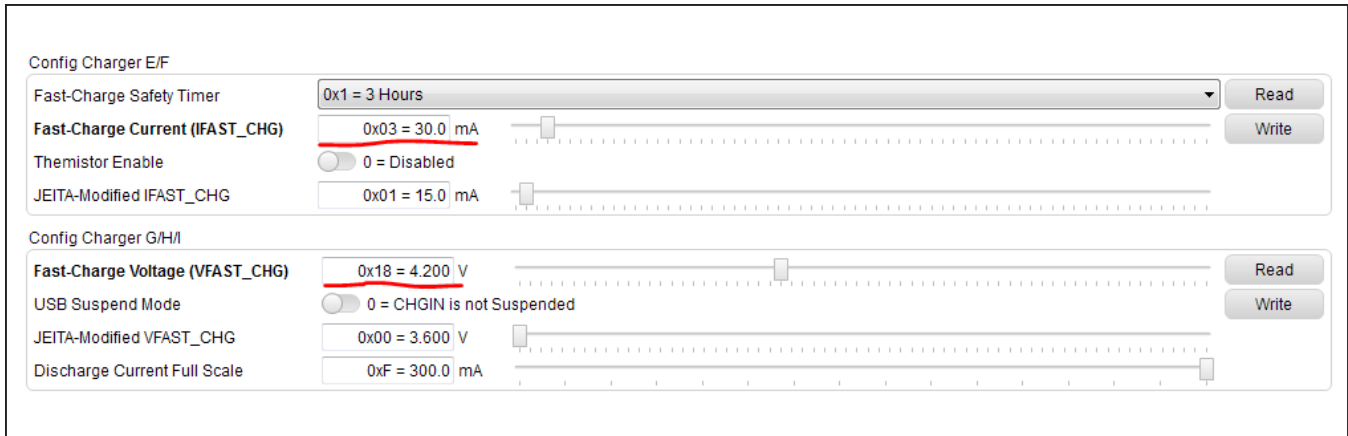 Config Charger E/F
Fast-Charge Safety Timer 0x1 = 3 Hours Read
Fast-Charge Current (IFAST_CHG) 0x03 = 30.0 mA Write
Themistor Enable 0 = Disabled
JEITA-Modified IFAST_CHG 0x01 = 15.0 mA
Config Charger G/H/I
Fast-Charge Voltage (VFAST_CHG) 0x18 = 4.200 V Read
USB Suspend Mode 0 = CHGIN is not Suspended Write
JEITA-Modified VFAST_CHG 0x00 = 3.600 V
Discharge Current Full Scale 0xF = 300.0 mA